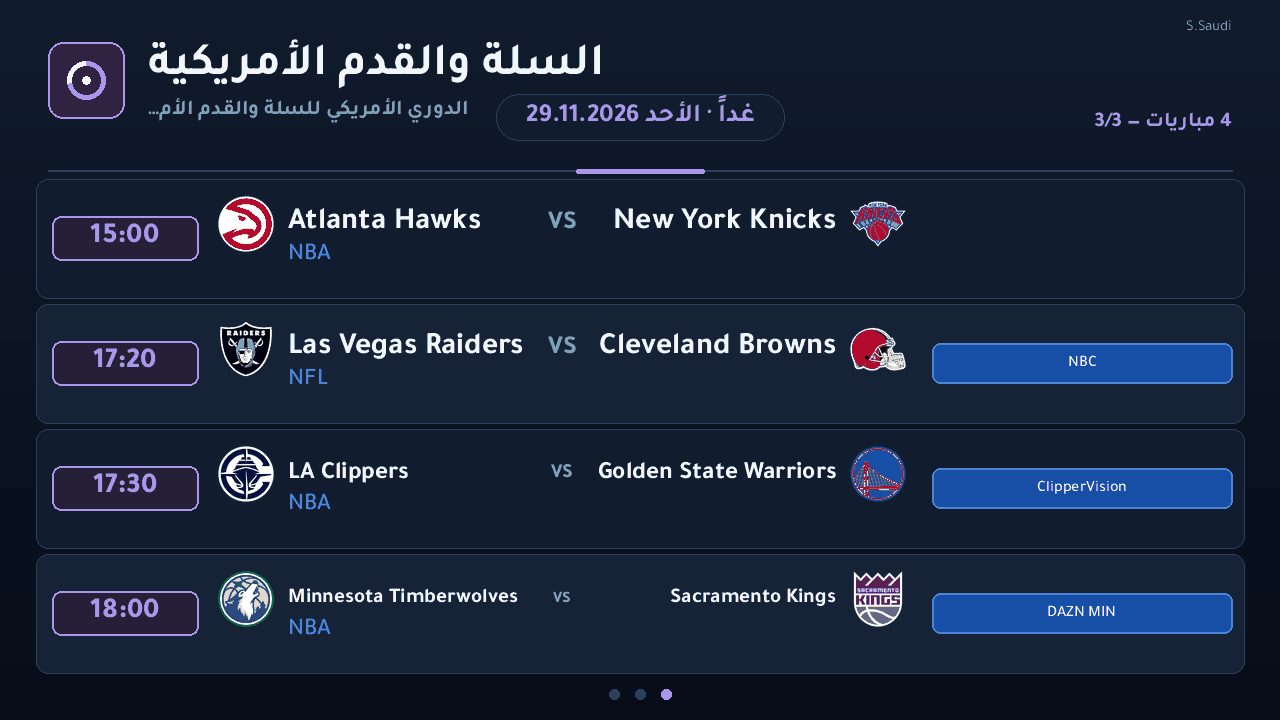 S.Saudi
السلة والقدم الأمريكية
الدوري الأمريكي للسلة والقدم الأم...
غداً · الأحد 29.11.2026
4 مباريات – 3/3
15:00 Atlanta Hawks VS New York Knicks
NBA
RAIDERS
17:20 Las Vegas Raiders VS Cleveland Browns NBC
NFL
17:30 LA Clippers VS Golden State Warriors ClipperVision
NBA
18:00 Minnesota Timberwolves VS Sacramento Kings DAZN MIN
NBA
SACRAMENTO
KINGS